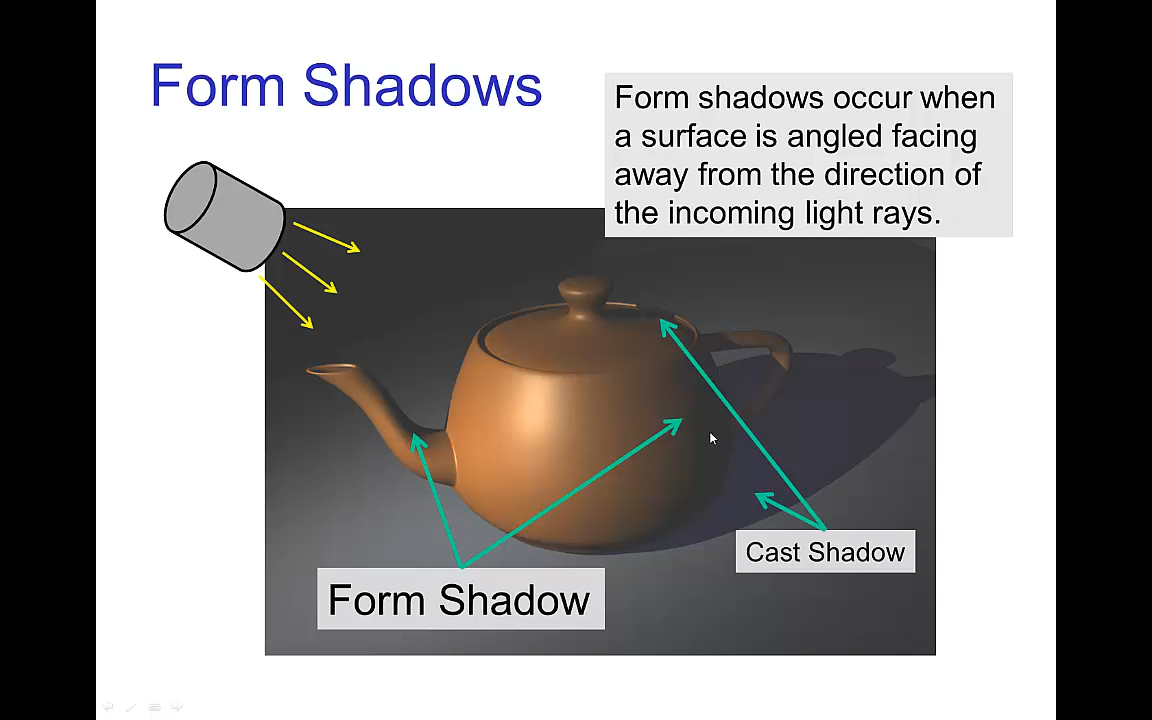 Form Shadows
Form shadows occur when
a surface is angled facing
away from the direction of
the incoming light rays.
Cast Shadow
Form Shadow